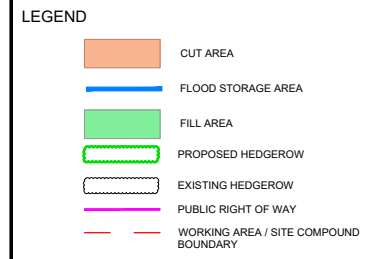 LEGEND
CUT AREA
FLOOD STORAGE AREA
FILL AREA
PROPOSED HEDGEROW
EXISTING HEDGEROW
PUBLIC RIGHT OF WAY
WORKING AREA / SITE COMPOUND
BOUNDARY